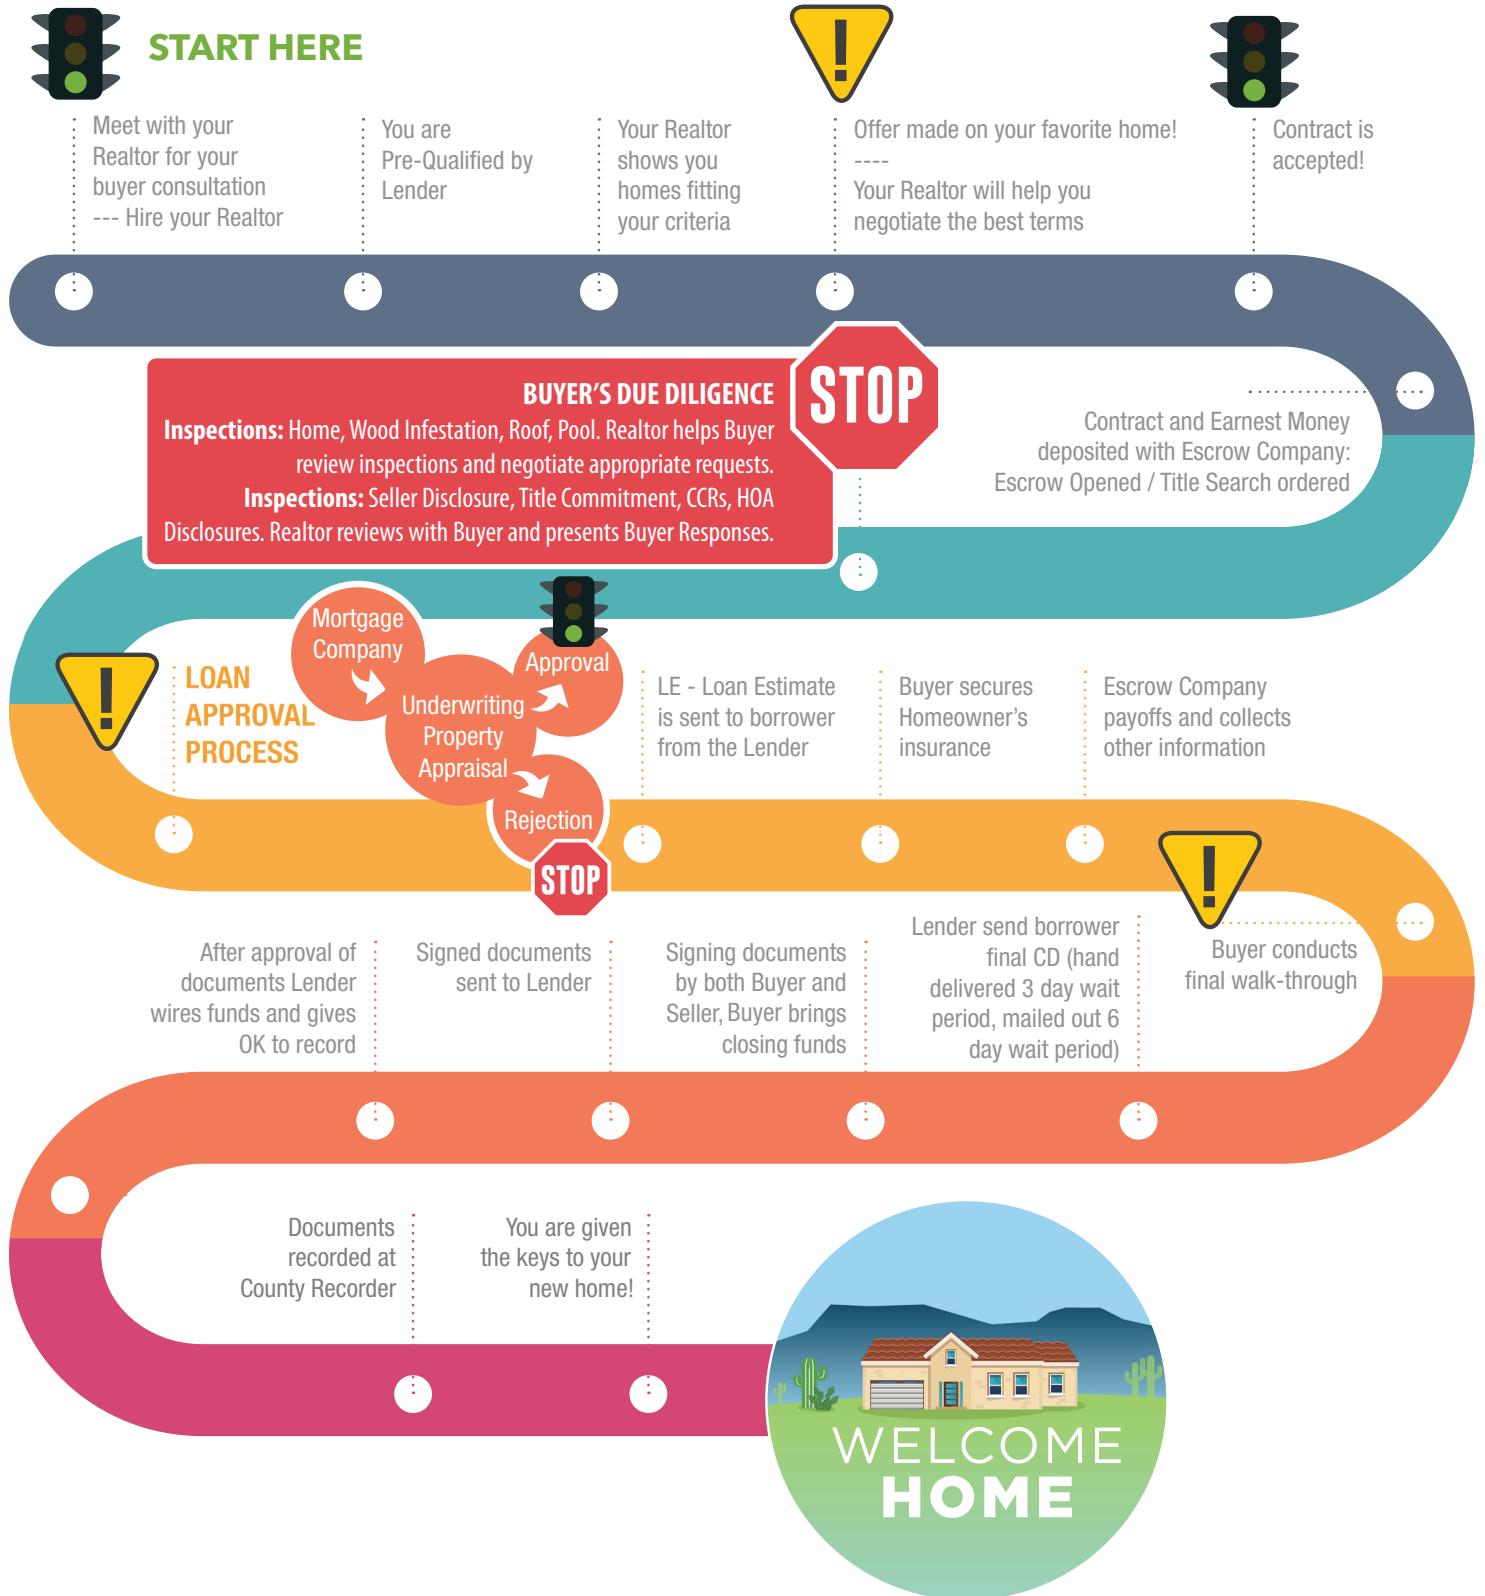 START HERE
Meet with your
Realtor for your
buyer consultation
--- Hire your Realtor
You are
Pre-Qualified by
Lender
Your Realtor
shows you
homes fitting
your criteria
!
Offer made on your favorite home!
----
Your Realtor will help you
negotiate the best terms
Contract is
accepted!
Contract and Earnest Money
deposited with Escrow Company:
Escrow Opened / Title Search ordered
STOP
BUYER'S DUE DILIGENCE
Inspections: Home, Wood Infestation, Roof, Pool. Realtor helps Buyer
review inspections and negotiate appropriate requests.
Inspections: Seller Disclosure, Title Commitment, CCRs, HOA
Disclosures. Realtor reviews with Buyer and presents Buyer Responses.
!
LOAN
APPROVAL
PROCESS
Mortgage
Company
Underwriting
Property
Appraisal
Approval
Rejection
STOP
LE - Loan Estimate
is sent to borrower
from the Lender
Buyer secures
Homeowner's
insurance
Escrow Company
payoffs and collects
other information
!
Buyer conducts
final walk-through
Lender send borrower
final CD (hand
delivered 3 day wait
period, mailed out 6
day wait period)
Signing documents
by both Buyer and
Seller, Buyer brings
closing funds
Signed documents
sent to Lender
After approval of
documents Lender
wires funds and gives
OK to record
Documents
recorded at
County Recorder
You are given
the keys to your
new home!
WELCOME
HOME